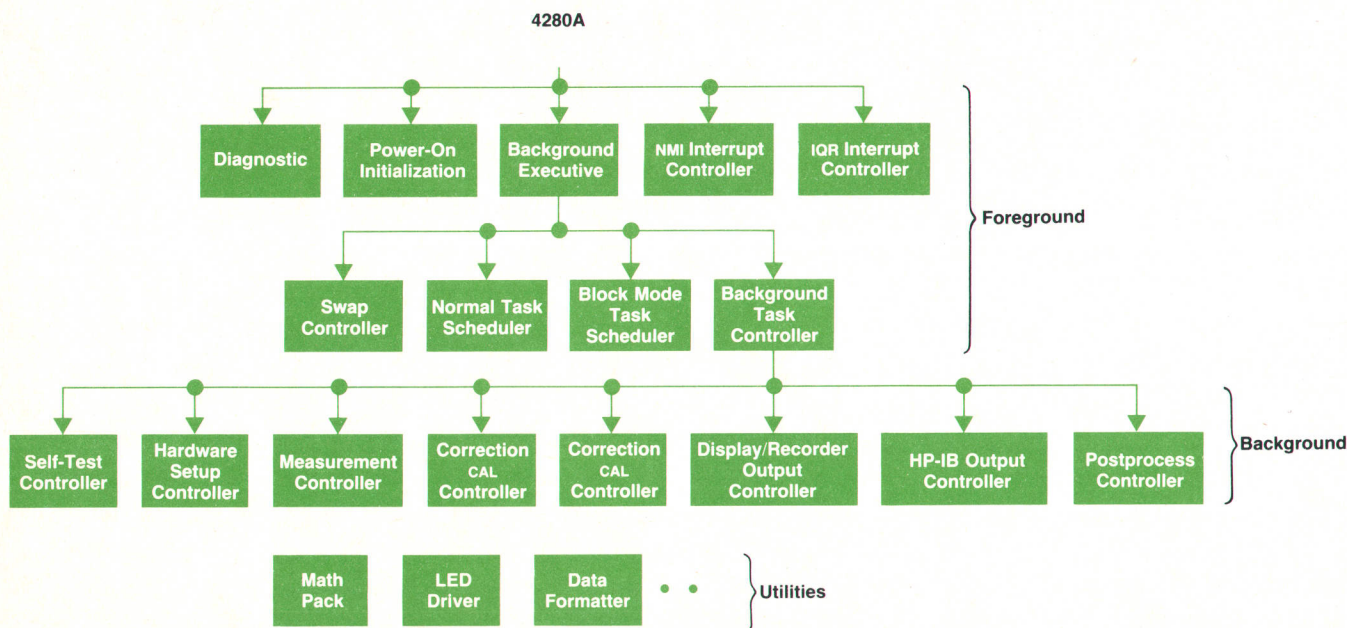 4280A
Diagnostic
Power-On
Initialization
Background
Executive
NMI Interrupt
Controller
IQR Interrupt
Controller
Foreground
Swap
Controller
Normal Task
Scheduler
Block Mode
Task
Scheduler
Background
Task
Controller
Self-Test
Controller
Hardware
Setup
Controller
Measurement
Controller
Correction
CAL
Controller
Correction
CAL
Controller
Display/Recorder
Output
Controller
HP-IB Output
Controller
Postprocess
Controller
Background
Math
Pack
LED
Driver
Data
Formatter
Utilities